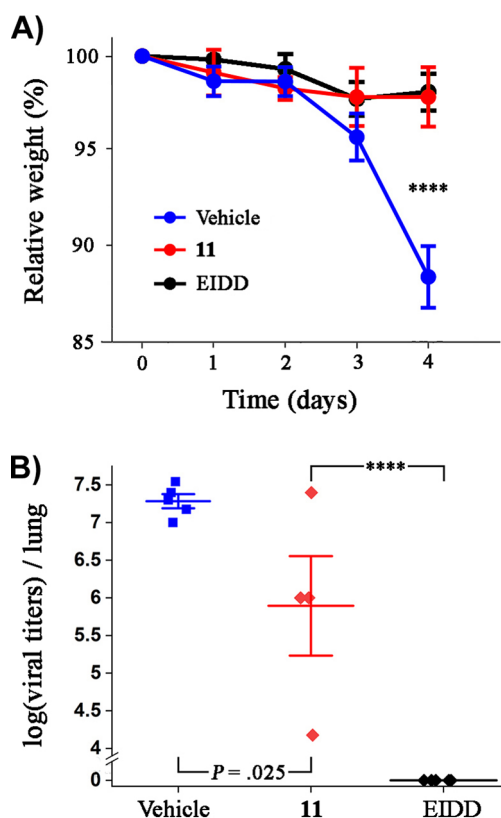 A)
Relative weight (%)
100
95
90
85
****
Vehicle
11
EIDD
0 1 2 3 4
Time (days)
B)
log(viral titers) / lung
7.5
7
6.5
6
5.5
5
4.5
4
0
****
P = .025
Vehicle 11 EIDD